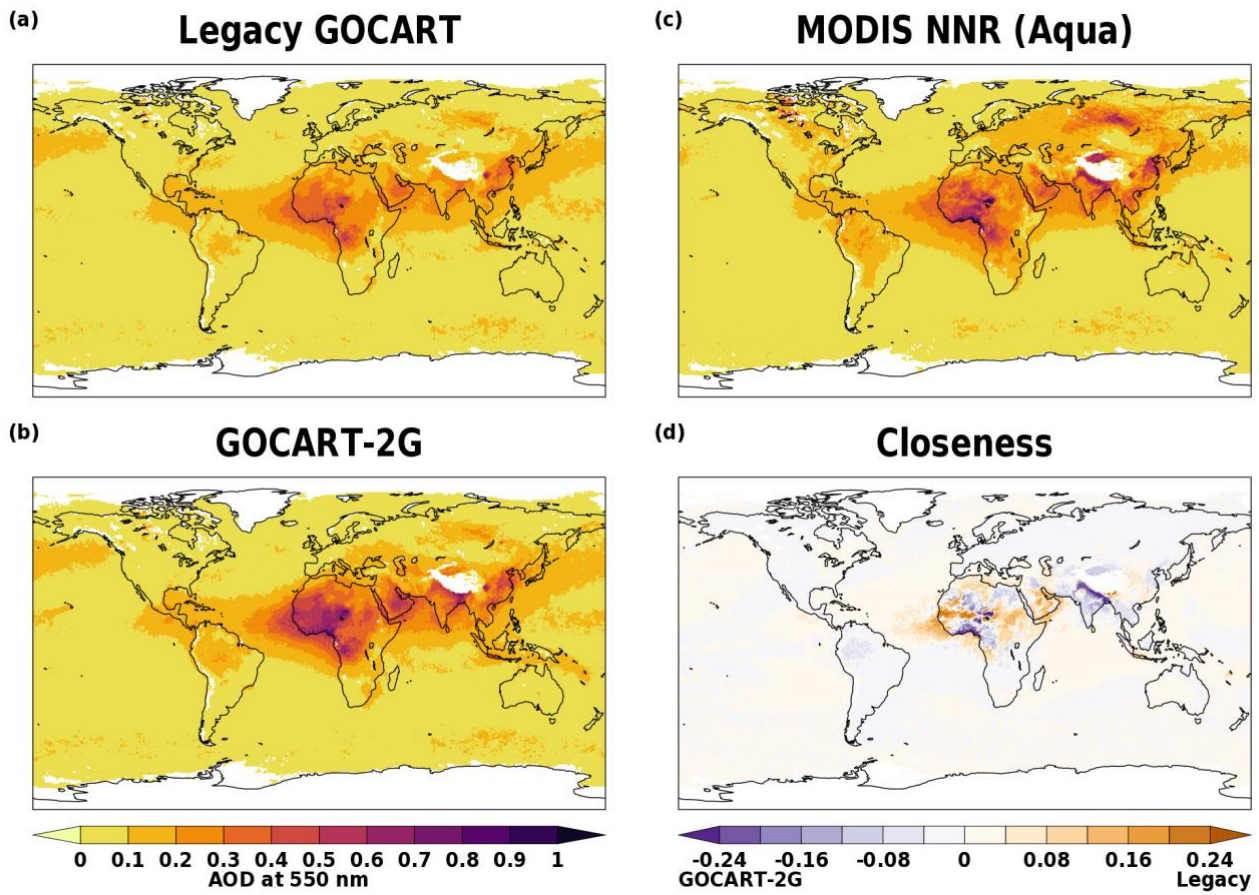 (a)
Legacy GOCART
(c)
MODIS NNR (Aqua)
(b)
GOCART-2G
(d)
Closeness
0 0.1 0.2 0.3 0.4 0.5 0.6 0.7 0.8 0.9 1
AOD at 550 nm
-0.24 -0.16 -0.08 0 0.08 0.16 0.24
GOCART-2G Legacy